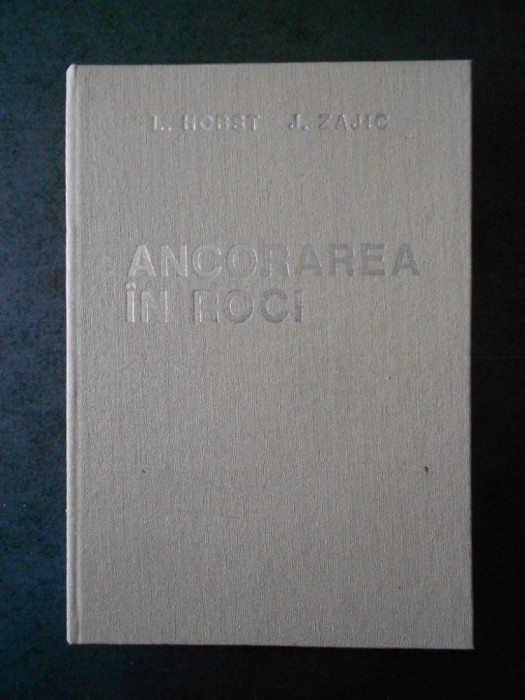 L. HOBST J. ZAJIC
ANCORAREA
ÎN ROCI